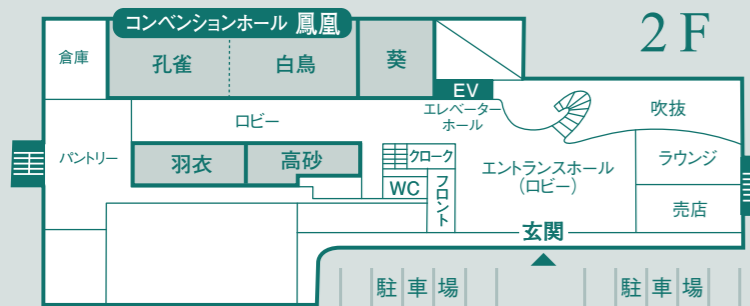 コンベンションホール 鳳凰
2F
倉庫
孔雀
白鳥
葵
EV
エレベーター
ホール
吹抜
ロビー
パントリー
羽衣
高砂
クローク
WC
フロント
エントランスホール
(ロビー)
ラウンジ
売店
玄関
駐車場
駐車場